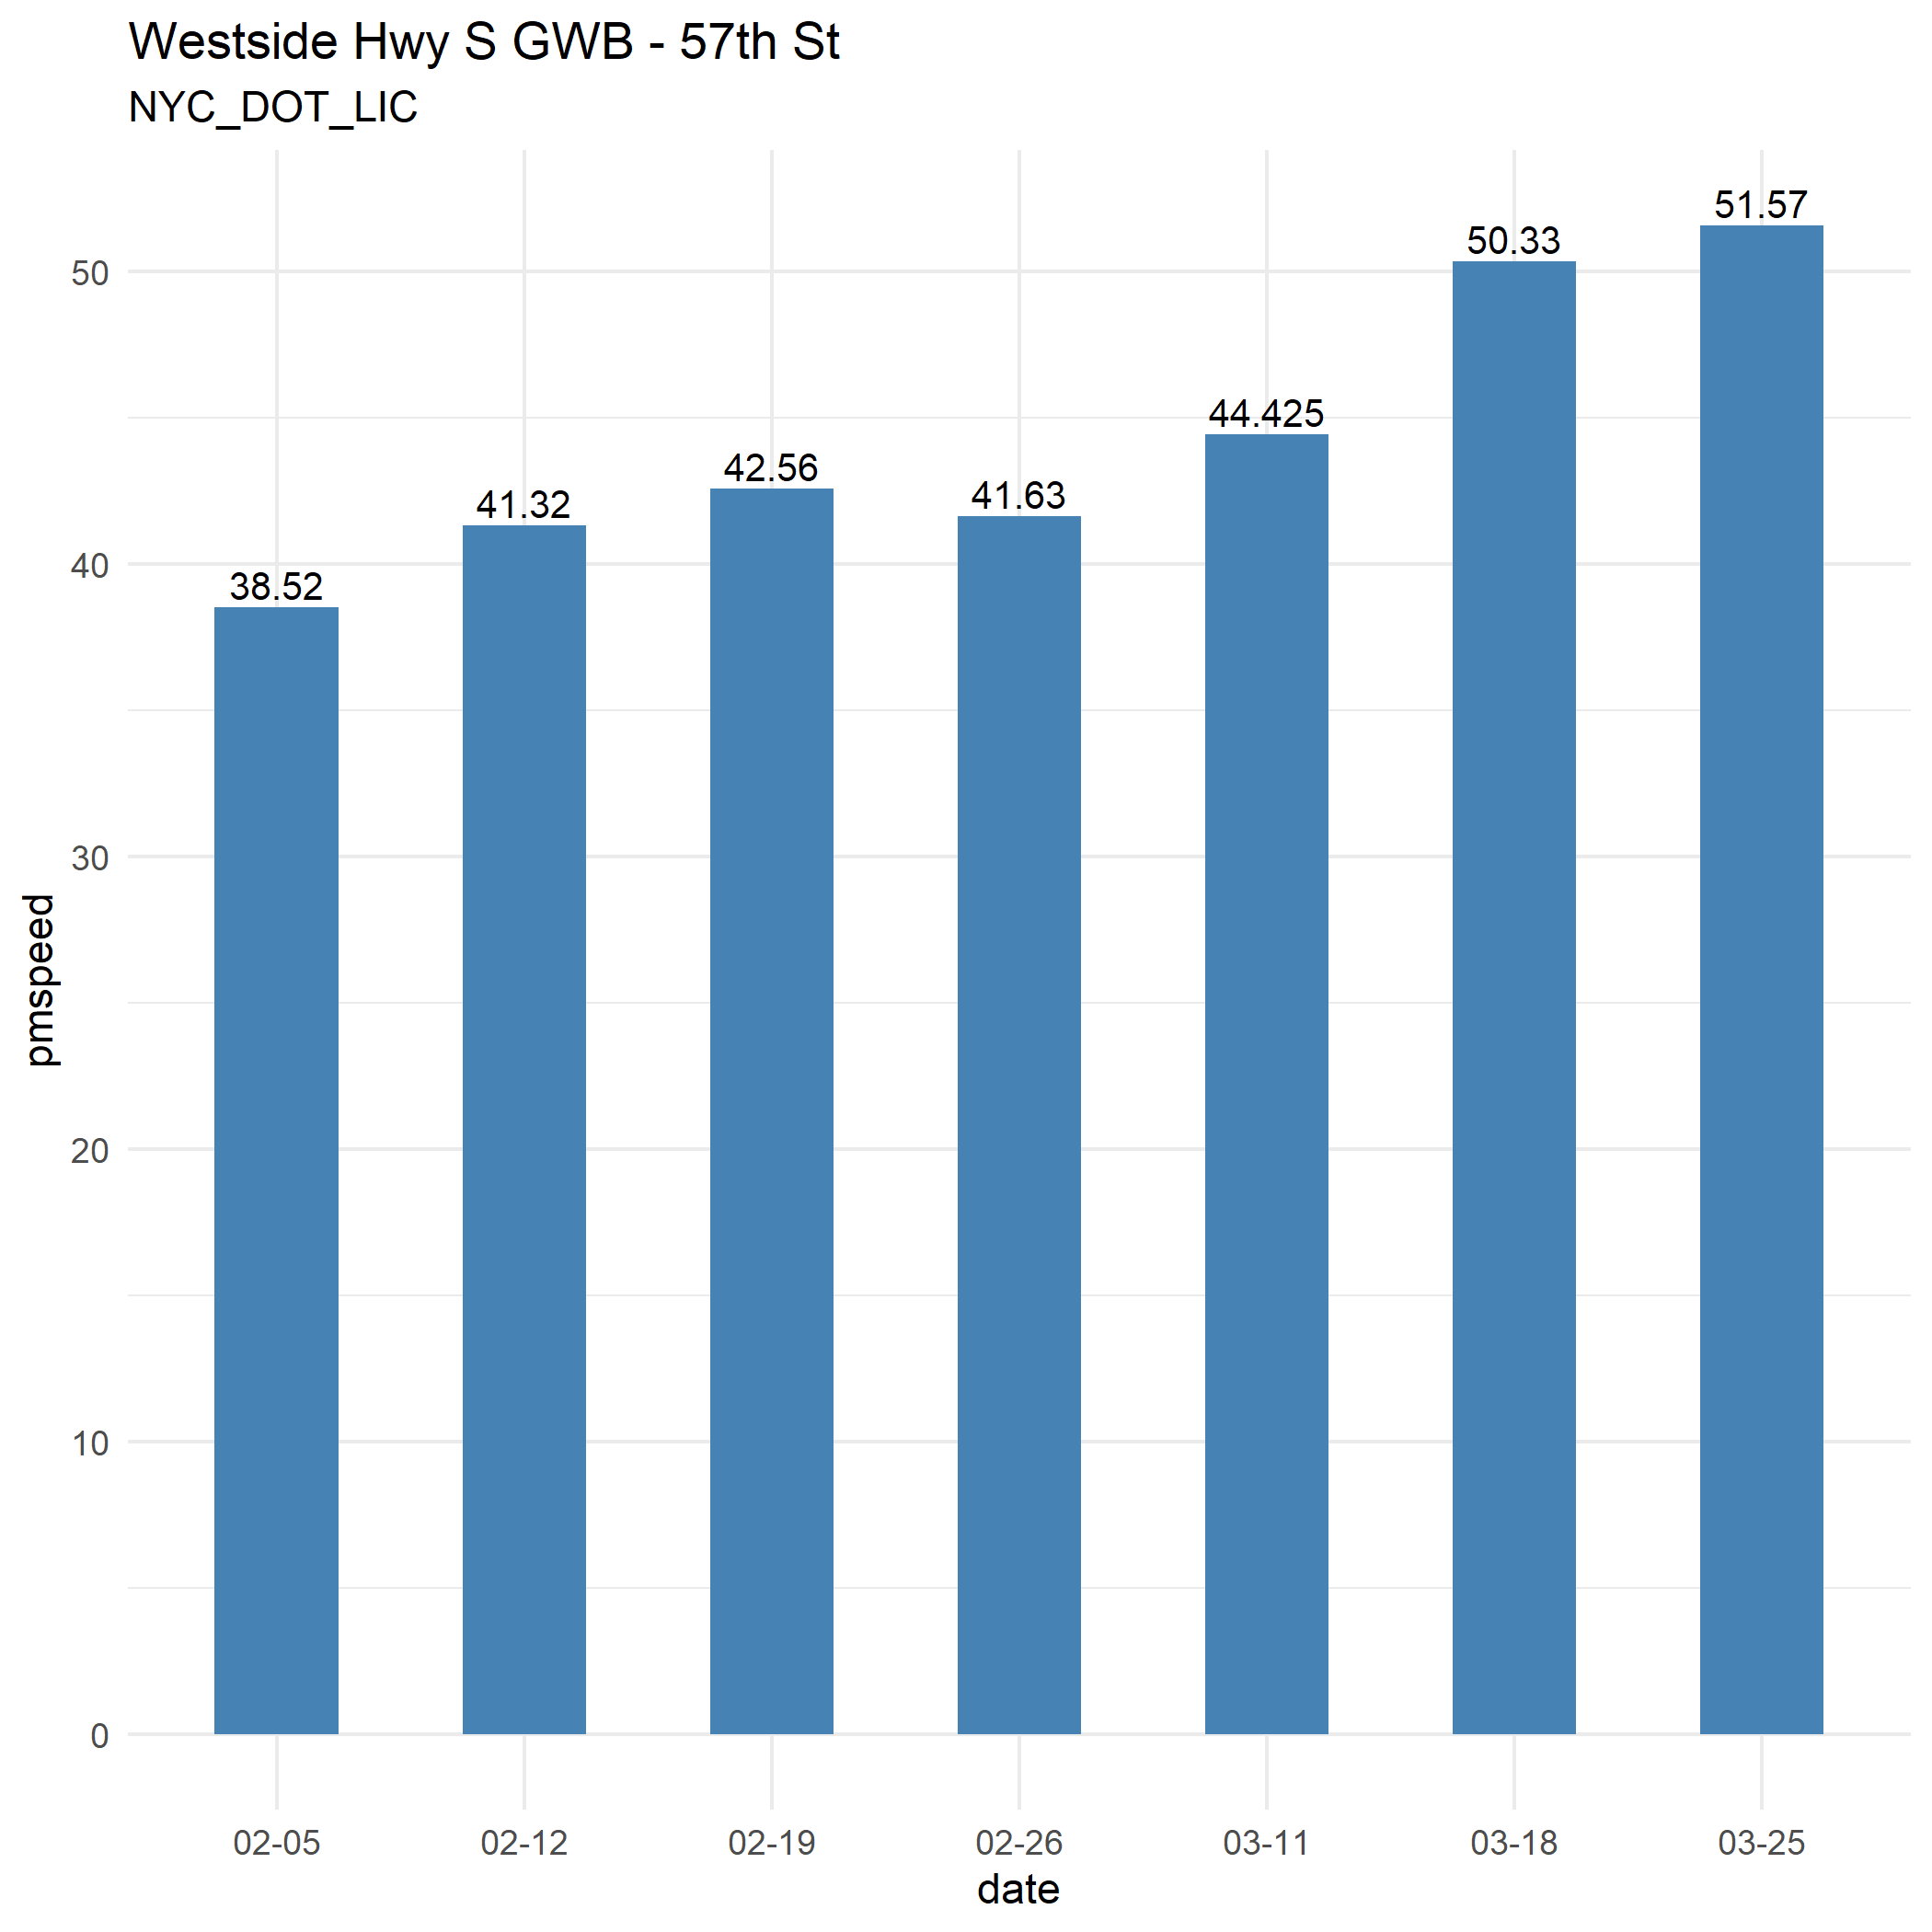 Westside Hwy S GWB - 57th St
NYC_DOT_LIC
51.57
50.33
44.425
42.56
41.63
41.32
38.52
50
40
30
20
10
0
pmspeed
02-05 02-12 02-19 02-26 03-11 03-18 03-25
date